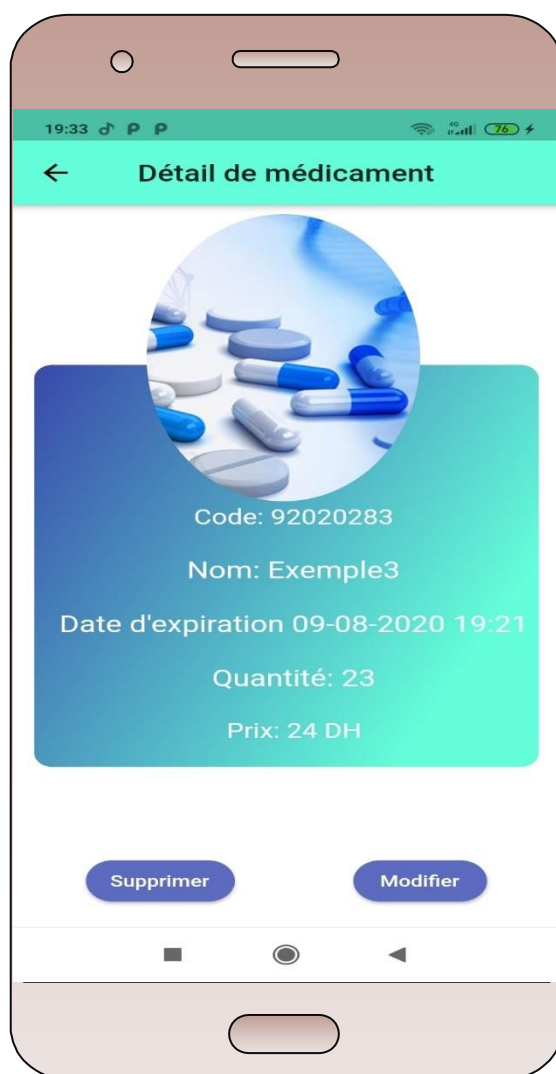 19:33
4G
76
Détail de médicament
Code: 92020283
Nom: Exemple3
Date d'expiration 09-08-2020 19:21
Quantité: 23
Prix: 24 DH
Supprimer Modifier